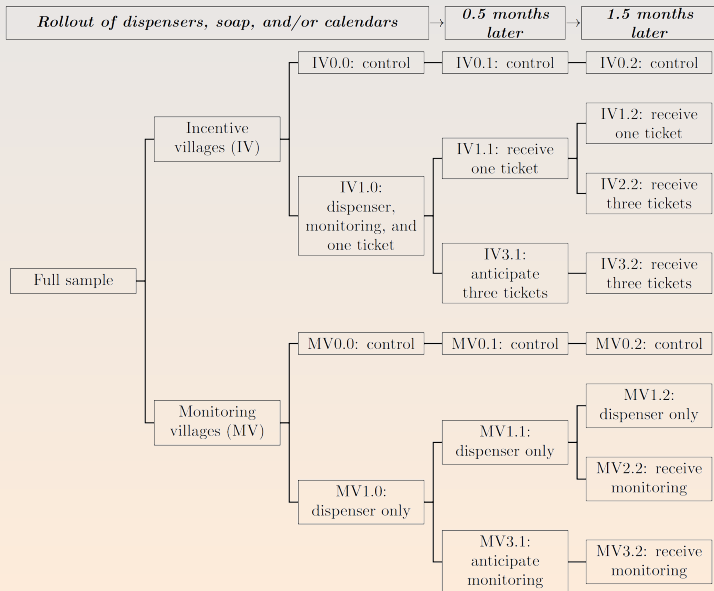 Rollout of dispensers, soap, and/or calendars
0.5 months
later
1.5 months
later
IV0.0: control
IV0.1: control
IV0.2: control
Incentive
villages (IV)
IV1.0:
dispenser,
monitoring, and
one ticket
IV1.1: receive
one ticket
IV1.2: receive
one ticket
IV2.2: receive
three tickets
IV3.1:
anticipate
three tickets
IV3.2: receive
three tickets
Full sample
MV0.0: control
MV0.1: control
MV0.2: control
Monitoring
villages (MV)
MV1.0:
dispenser only
MV1.1:
dispenser only
MV1.2:
dispenser only
MV2.2: receive
monitoring
MV3.1:
anticipate
monitoring
MV3.2: receive
monitoring